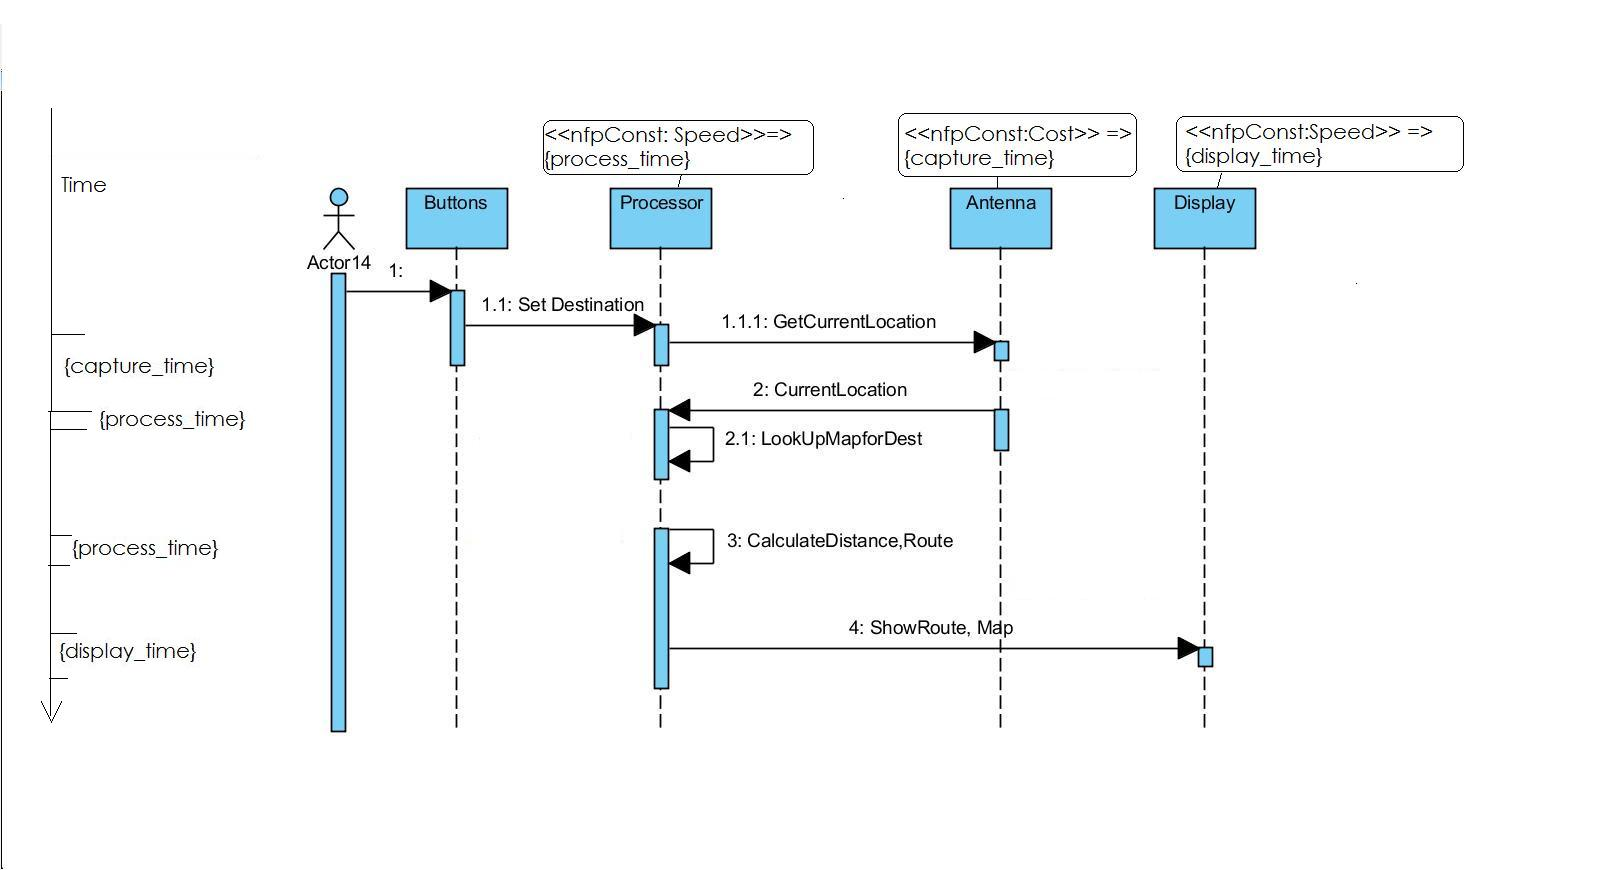 <<nfpConst: Speed>>=>
{process_time}
<<nfpConst:Cost>> =>
{capture_time}
<<nfpConst:Speed>> =>
{display_time}
Time
Buttons
Processor
Antenna
Display
Actor14
1:
1.1: Set Destination
1.1.1: GetCurrentLocation
{capture_time}
2: CurrentLocation
{process_time}
2.1: LookUpMapforDest
{process_time}
3: CalculateDistance,Route
4: ShowRoute, Map
{display_time}